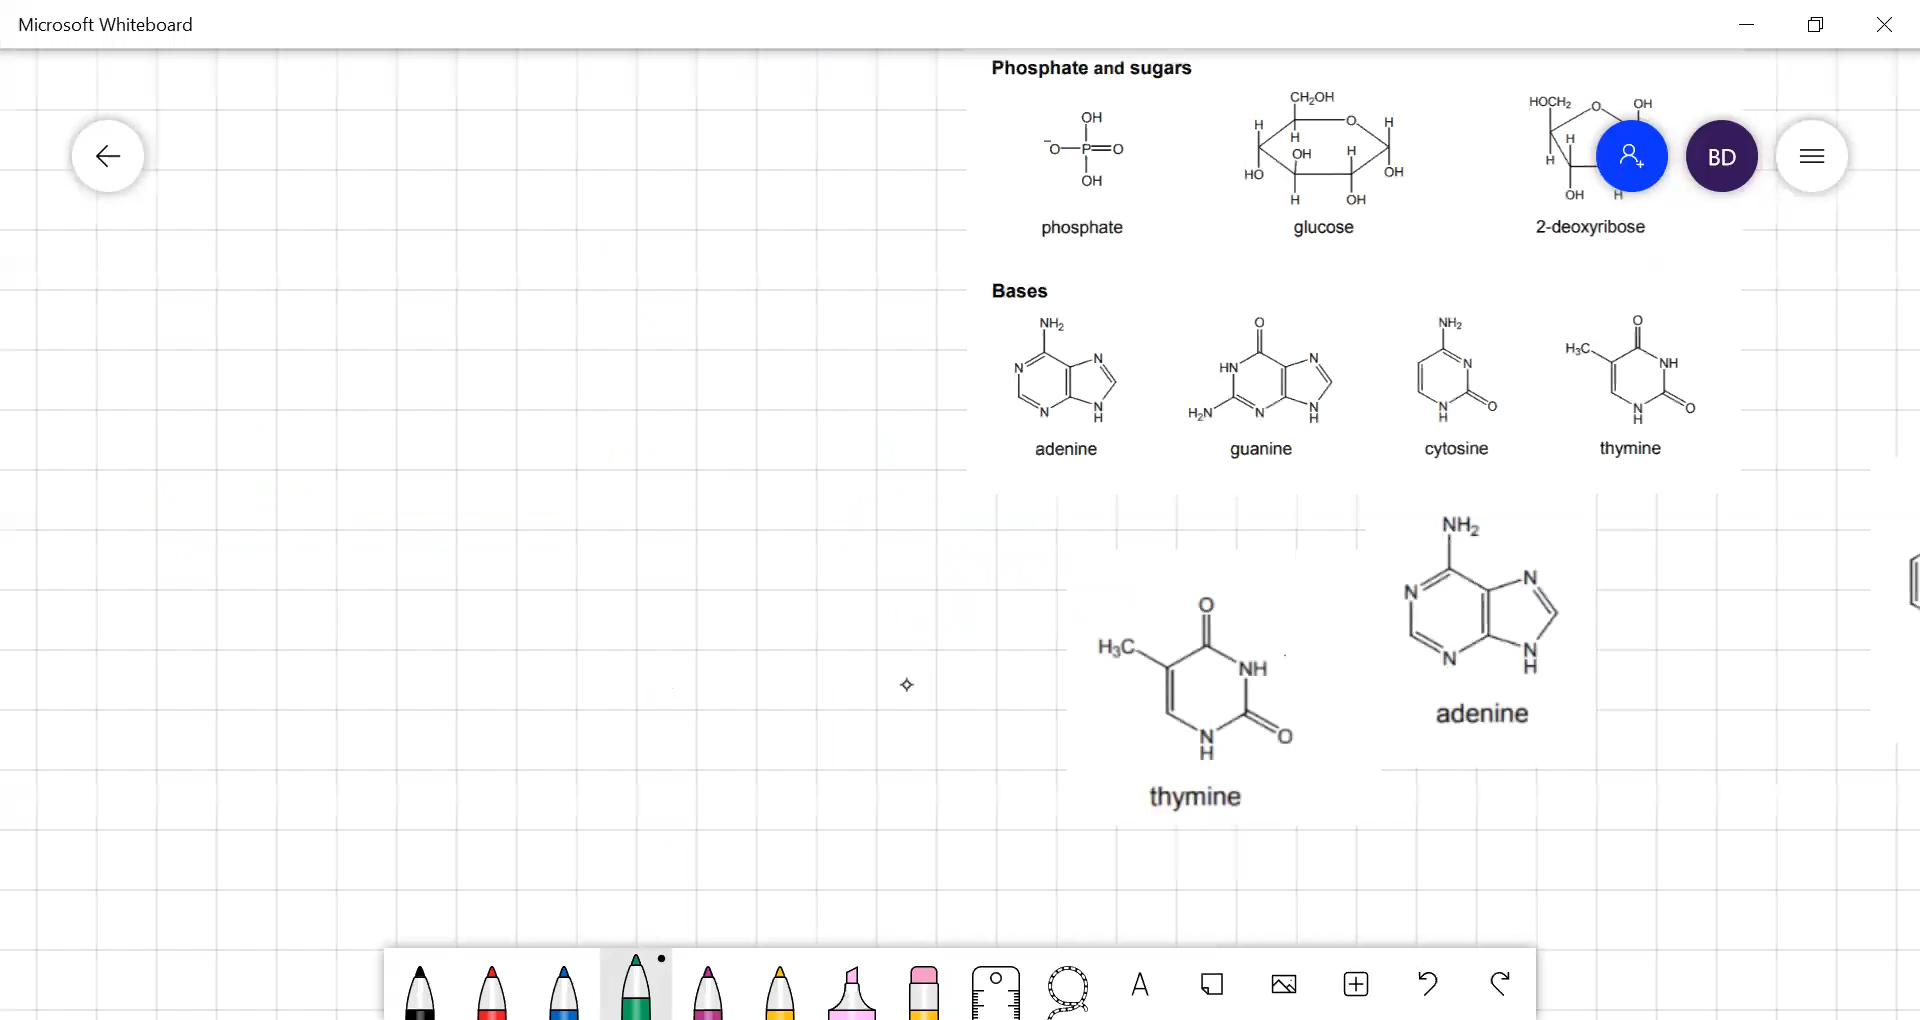 Microsoft Whiteboard
Phosphate and sugars
OH
⁻O—P=O
OH
phosphate
CH₂OH
H O H
H
OH H
HO OH
H OH
glucose
HOCH₂ O OH
H
H
OH H
2-deoxyribose
BD
Bases
NH₂
N N
N N
H
adenine
O
HN N
H₂N N N
H
guanine
NH₂
N
N O
H
cytosine
O
H₃C NH
N O
H
thymine
NH₂
N N
N N
H
adenine
O
H₃C NH
N O
H
thymine
A